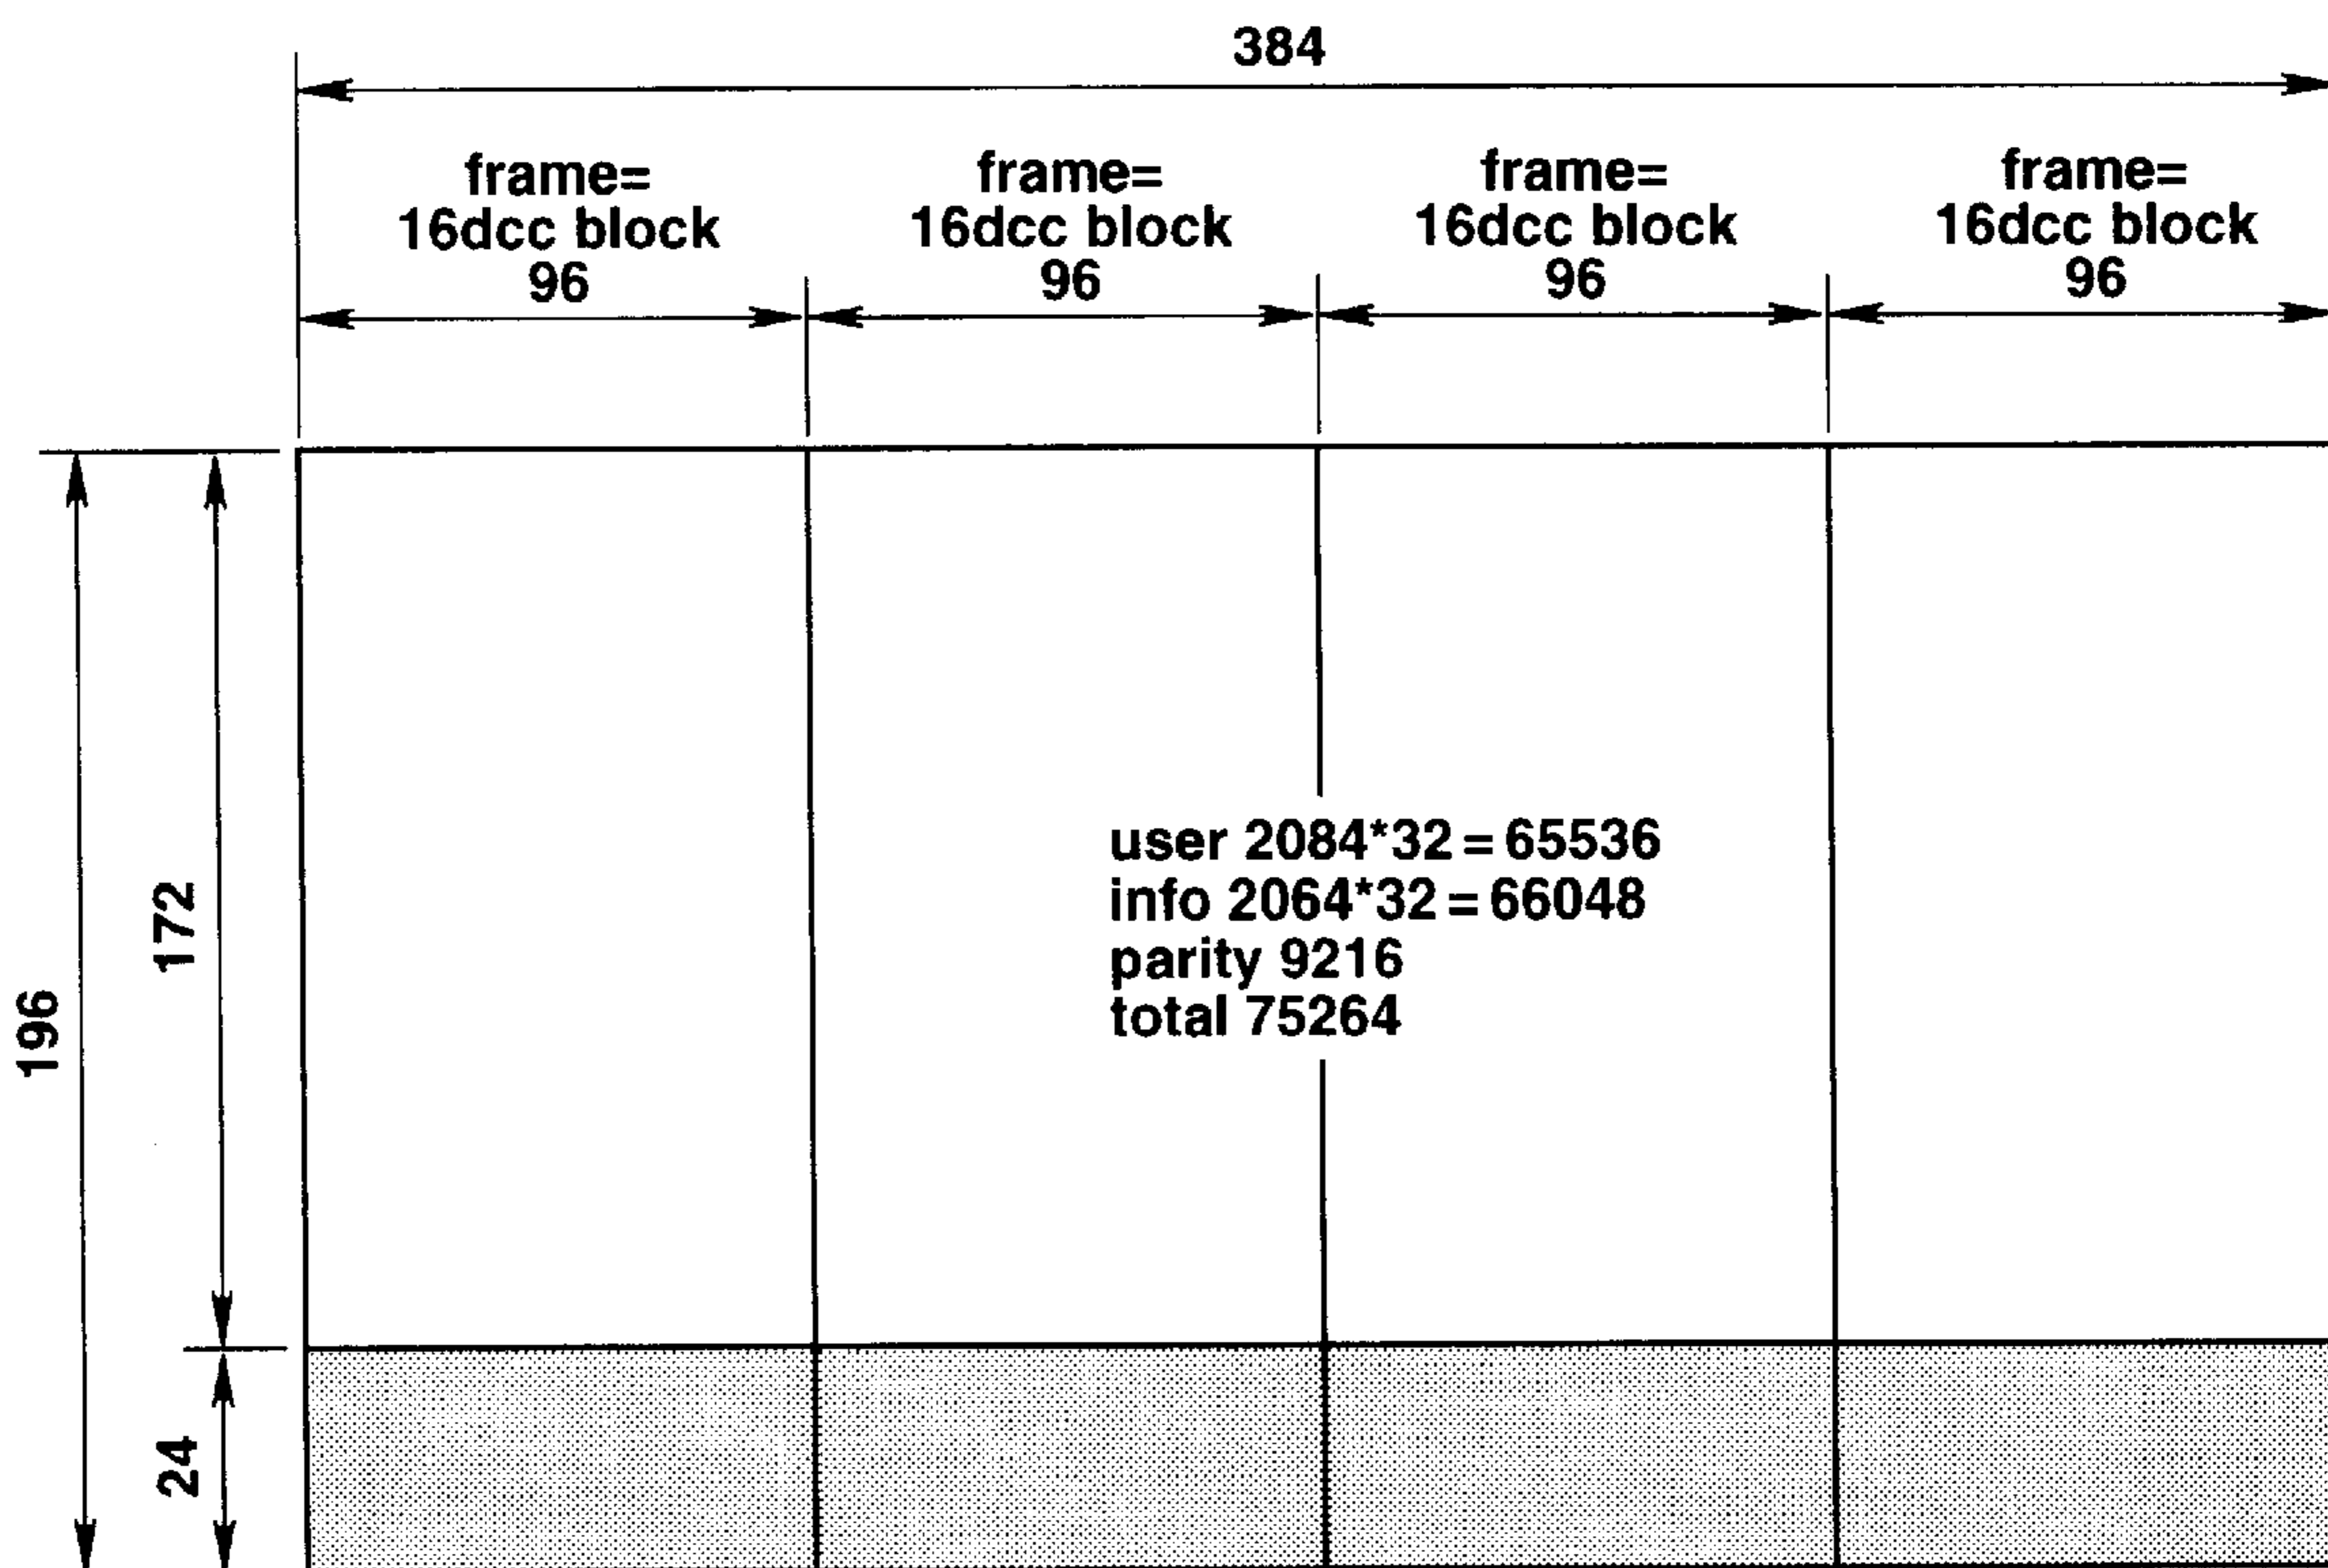 384
frame=
16dcc block
96
frame=
16dcc block
96
frame=
16dcc block
96
frame=
16dcc block
96
196
172
24
user 2084*32=65536
info 2064*32=66048
parity 9216
total 75264